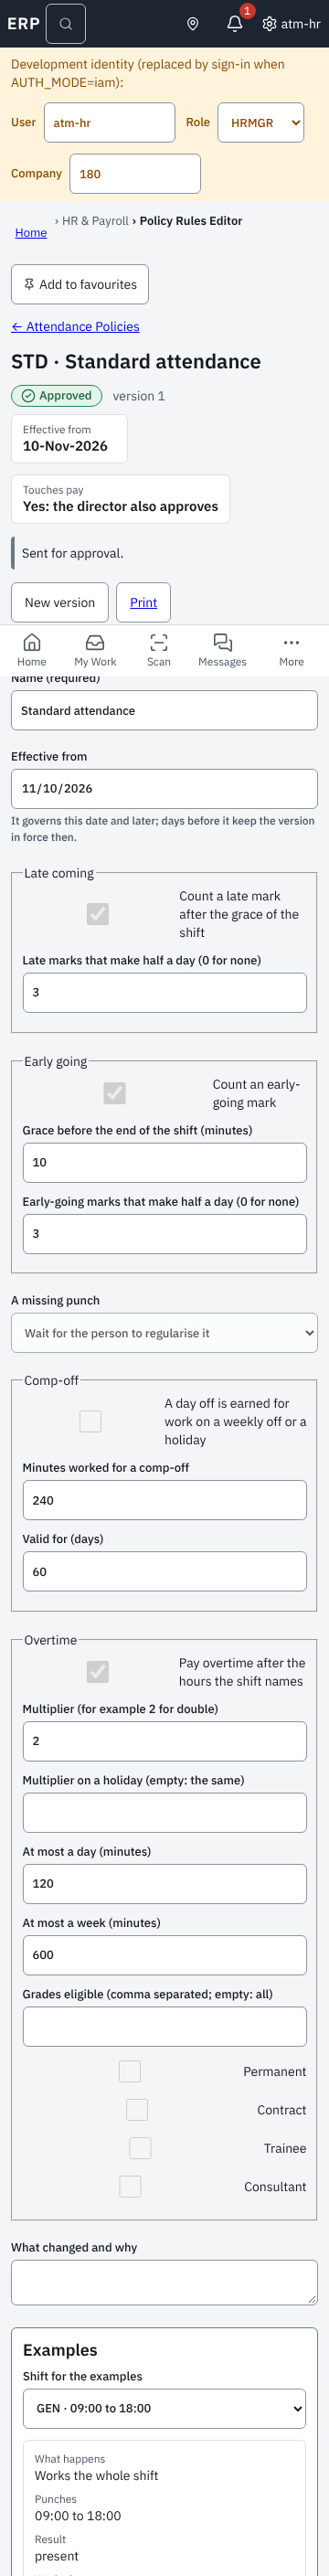 ERP
1
atm-hr
Development identity (replaced by sign-in when
AUTH_MODE=iam):
User
atm-hr
Role
HRMGR
Company
180
Home
› HR & Payroll › Policy Rules Editor
Add to favourites
← Attendance Policies
STD · Standard attendance
Approved
version 1
Effective from
10-Nov-2026
Touches pay
Yes: the director also approves
Sent for approval.
New version
Print
Home
My Work
Scan
Messages
More
Name (required)
Standard attendance
Effective from
11/10/2026
It governs this date and later; days before it keep the version
in force then.
Late coming
Count a late mark
after the grace of the
shift
Late marks that make half a day (0 for none)
3
Early going
Count an early-
going mark
Grace before the end of the shift (minutes)
10
Early-going marks that make half a day (0 for none)
3
A missing punch
Wait for the person to regularise it
Comp-off
A day off is earned for
work on a weekly off or a
holiday
Minutes worked for a comp-off
240
Valid for (days)
60
Overtime
Pay overtime after the
hours the shift names
Multiplier (for example 2 for double)
2
Multiplier on a holiday (empty: the same)
At most a day (minutes)
120
At most a week (minutes)
600
Grades eligible (comma separated; empty: all)
Permanent
Contract
Trainee
Consultant
What changed and why
Examples
Shift for the examples
GEN · 09:00 to 18:00
What happens
Works the whole shift
Punches
09:00 to 18:00
Result
present